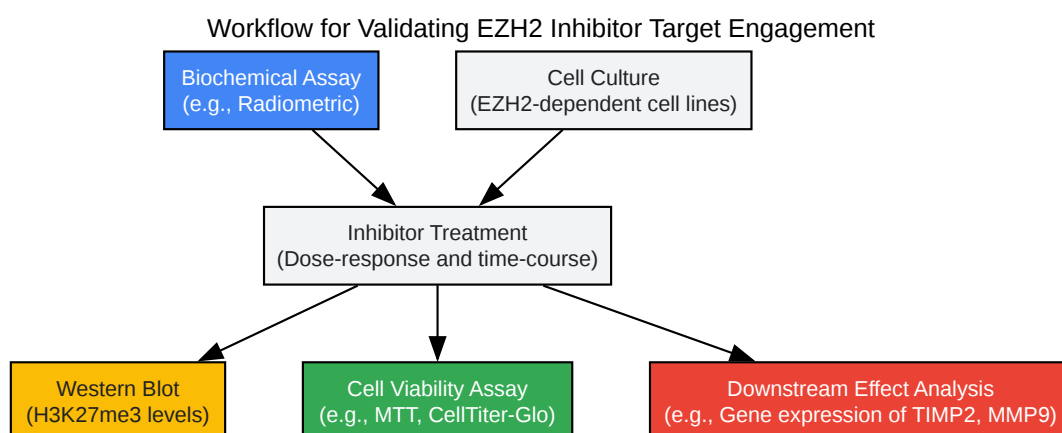 Workflow for Validating EZH2 Inhibitor Target Engagement
Biochemical Assay
(e.g., Radiometric)
Cell Culture
(EZH2-dependent cell lines)
Inhibitor Treatment
(Dose-response and time-course)
Western Blot
(H3K27me3 levels)
Cell Viability Assay
(e.g., MTT, CellTiter-Glo)
Downstream Effect Analysis
(e.g., Gene expression of TIMP2, MMP9)